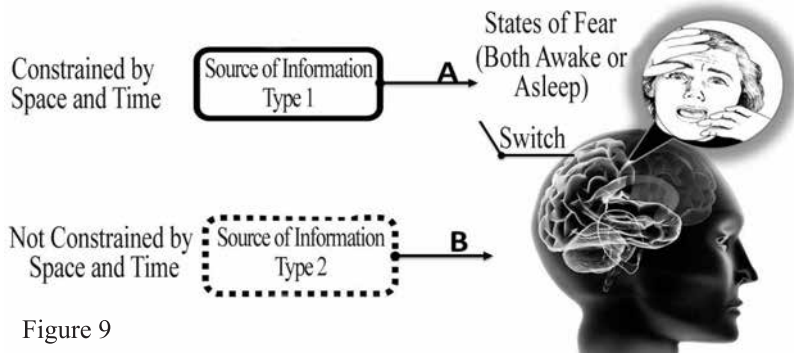 Constrained by
Space and Time
Source of Information
Type 1
A
States of Fear
(Both Awake or
Asleep)
Switch
Not Constrained by
Space and Time
Source of Information
Type 2
B
Figure 9